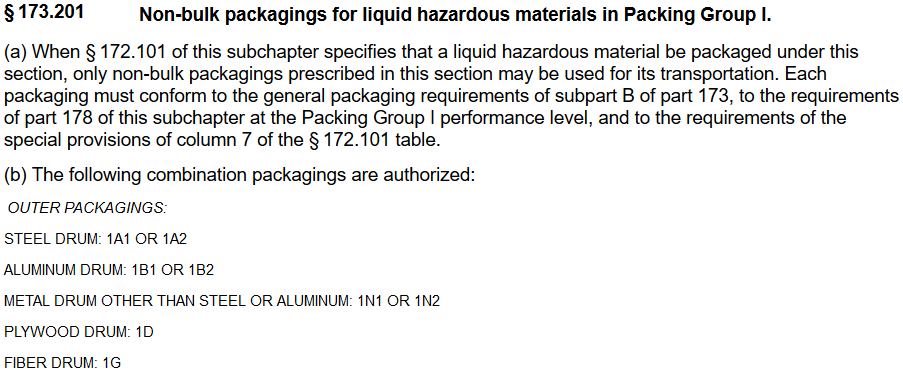 § 173.201 Non-bulk packagings for liquid hazardous materials in Packing Group I.
(a) When § 172.101 of this subchapter specifies that a liquid hazardous material be packaged under this
section, only non-bulk packagings prescribed in this section may be used for its transportation. Each
packaging must conform to the general packaging requirements of subpart B of part 173, to the requirements
of part 178 of this subchapter at the Packing Group I performance level, and to the requirements of the
special provisions of column 7 of the § 172.101 table.
(b) The following combination packagings are authorized:
OUTER PACKAGINGS:
STEEL DRUM: 1A1 OR 1A2
ALUMINUM DRUM: 1B1 OR 1B2
METAL DRUM OTHER THAN STEEL OR ALUMINUM: 1N1 OR 1N2
PLYWOOD DRUM: 1D
FIBER DRUM: 1G